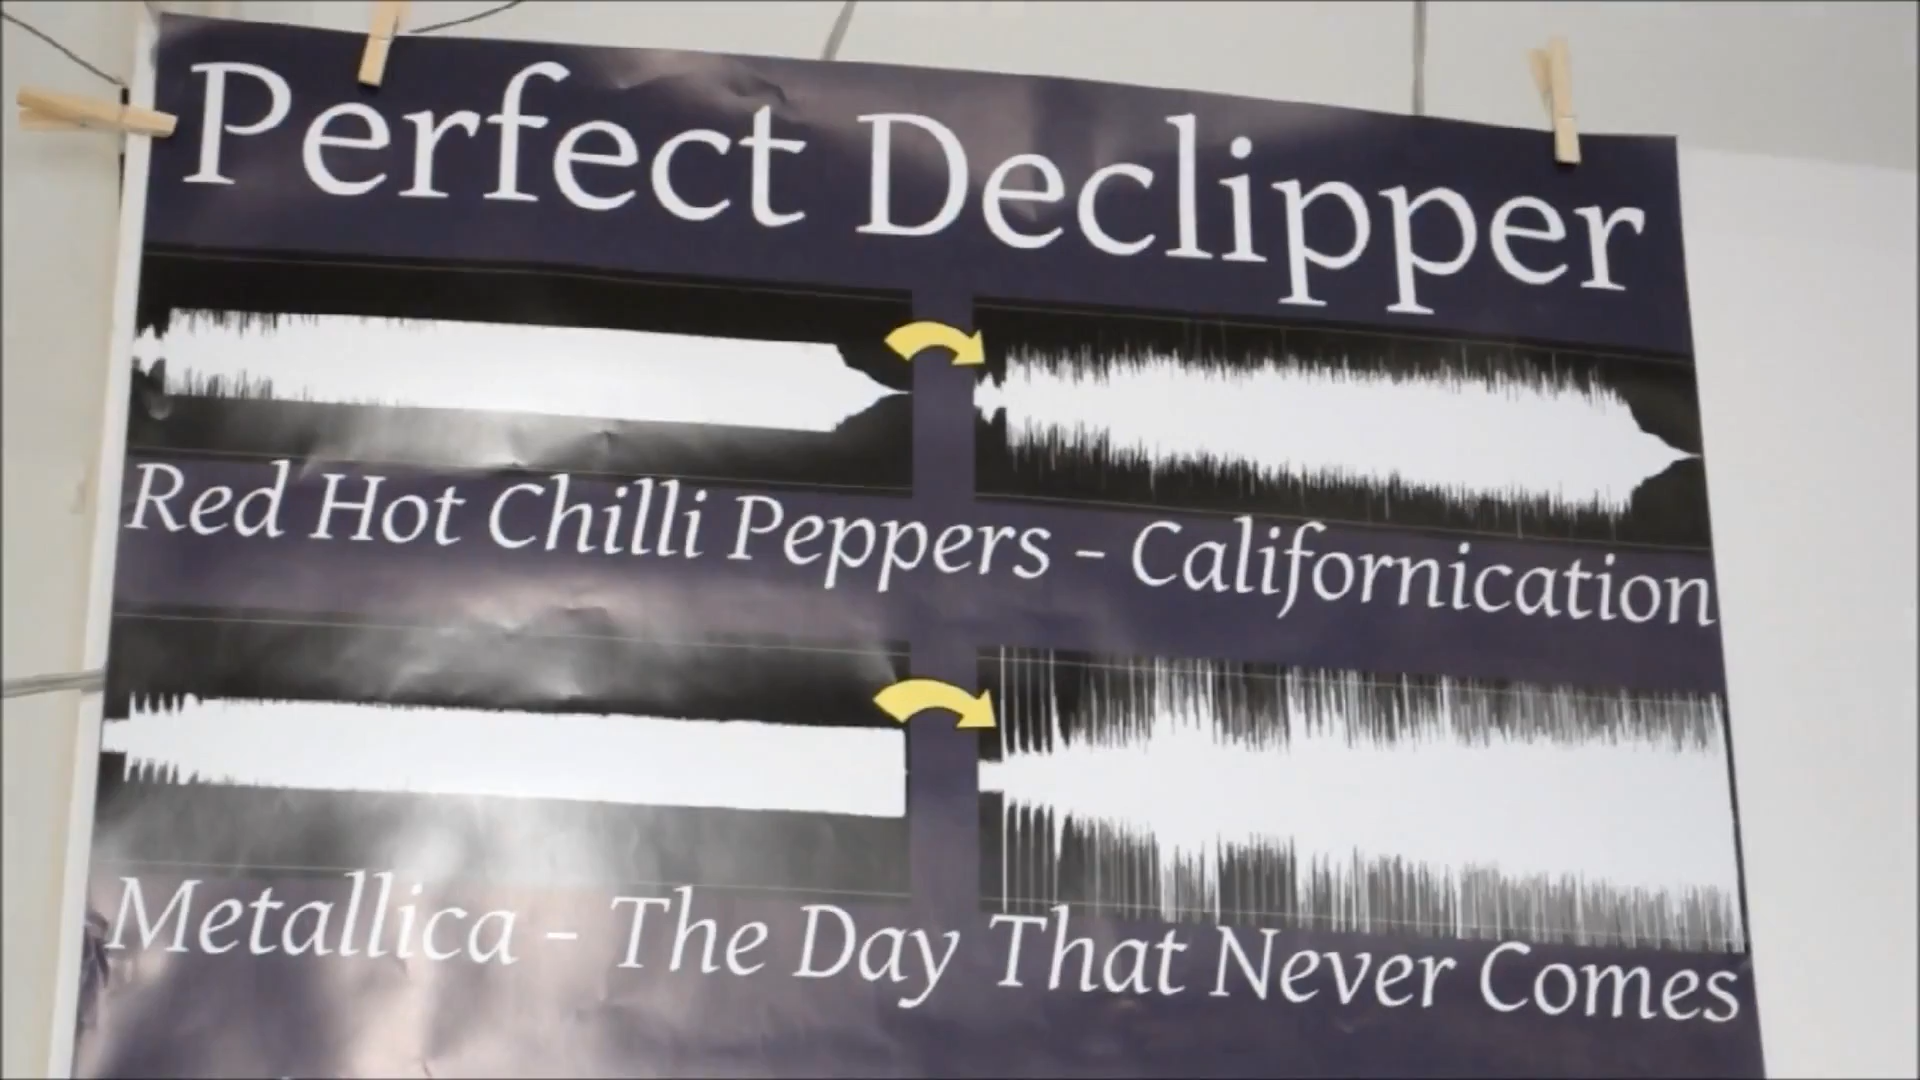 Perfect Declipper
Red Hot Chilli Peppers - Californication
Metallica - The Day That Never Comes